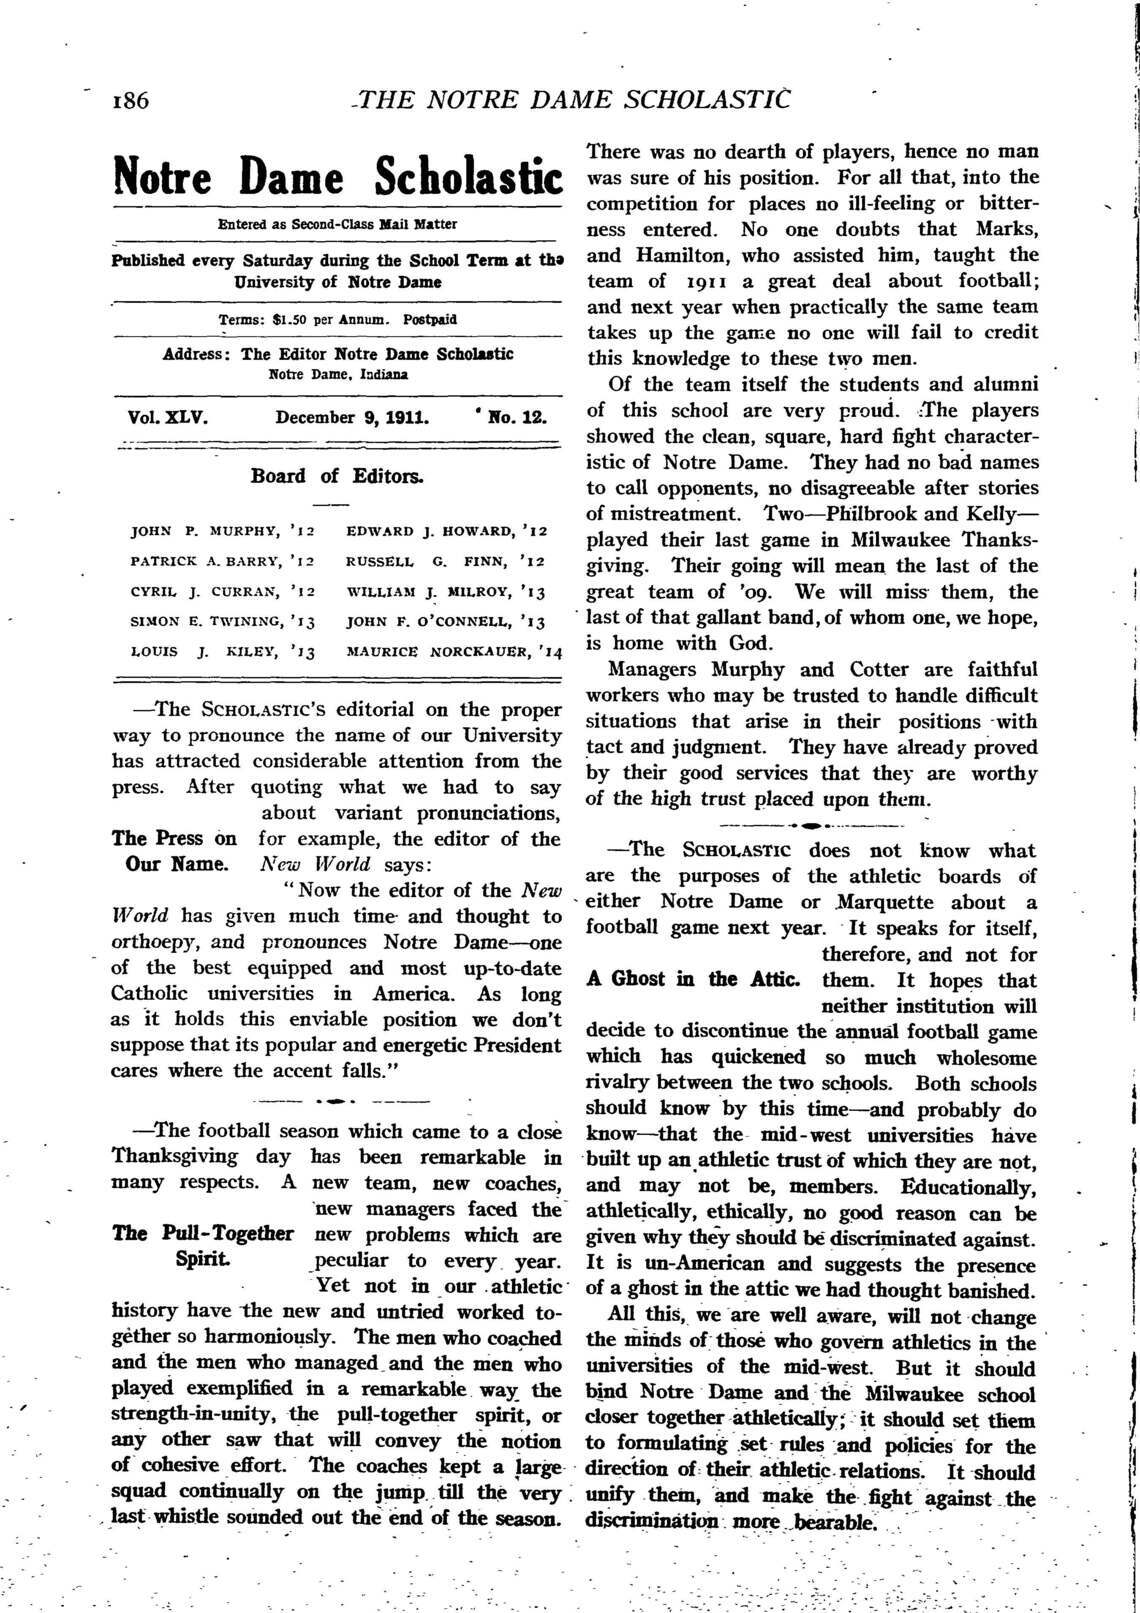 186
THE NOTRE DAME SCHOLASTIC
Notre Dame Scholastic
Entered as Second-Class Mail Matter
Published every Saturday during the School Term at the
University of Notre Dame
Terms: $1.50 per Annum. Postpaid
Address: The Editor Notre Dame Scholastic
Notre Dame, Indiana
Vol. XLV. December 9, 1911. No. 12.
Board of Editors.
JOHN P. MURPHY, '12 EDWARD J. HOWARD, '12
PATRICK A. BARRY, '12 RUSSELL G. FINN, '12
CYRIL J. CURRAN, '12 WILLIAM J. MILROY, '13
SIMON E. TWINING, '13 JOHN F. O'CONNELL, '13
LOUIS J. KILEY, '13 MAURICE NORCKAUER, '14
—The SCHOLASTIC'S editorial on the proper
way to pronounce the name of our University
has attracted considerable attention from the
press. After quoting what we had to say
about variant pronunciations,
The Press on for example, the editor of the
Our Name. New World says:
"Now the editor of the New
World has given much time and thought to
orthoepy, and pronounces Notre Dame—one
of the best equipped and most up-to-date
Catholic universities in America. As long
as it holds this enviable position we don't
suppose that its popular and energetic President
cares where the accent falls."
—The football season which came to a close
Thanksgiving day has been remarkable in
many respects. A new team, new coaches,
new managers faced the
The Pull-Together new problems which are
Spirit. peculiar to every year.
Yet not in our athletic
history have the new and untried worked to-
gether so harmoniously. The men who coached
and the men who managed and the men who
played exemplified in a remarkable way the
strength-in-unity, the pull-together spirit, or
any other saw that will convey the notion
of cohesive effort. The coaches kept a large
squad continually on the jump till the very
last whistle sounded out the end of the season.
There was no dearth of players, hence no man
was sure of his position. For all that, into the
competition for places no ill-feeling or bitter-
ness entered. No one doubts that Marks,
and Hamilton, who assisted him, taught the
team of 1911 a great deal about football;
and next year when practically the same team
takes up the game no one will fail to credit
this knowledge to these two men.
Of the team itself the students and alumni
of this school are very proud. The players
showed the clean, square, hard fight character-
istic of Notre Dame. They had no bad names
to call opponents, no disagreeable after stories
of mistreatment. Two—Philbrook and Kelly—
played their last game in Milwaukee Thanks-
giving. Their going will mean the last of the
great team of '09. We will miss them, the
last of that gallant band, of whom one, we hope,
is home with God.
Managers Murphy and Cotter are faithful
workers who may be trusted to handle difficult
situations that arise in their positions with
tact and judgment. They have already proved
by their good services that they are worthy
of the high trust placed upon them.
—The SCHOLASTIC does not know what
are the purposes of the athletic boards of
either Notre Dame or Marquette about a
football game next year. It speaks for itself,
therefore, and not for
A Ghost in the Attic. them. It hopes that
neither institution will
decide to discontinue the annual football game
which has quickened so much wholesome
rivalry between the two schools. Both schools
should know by this time—and probably do
know—that the mid-west universities have
built up an athletic trust of which they are not,
and may not be, members. Educationally,
athletically, ethically, no good reason can be
given why they should be discriminated against.
It is un-American and suggests the presence
of a ghost in the attic we had thought banished.
All this, we are well aware, will not change
the minds of those who govern athletics in the
universities of the mid-west. But it should
bind Notre Dame and the Milwaukee school
closer together athletically; it should set them
to formulating set rules and policies for the
direction of their athletic relations. It should
unify them, and make the fight against the
discrimination more bearable.